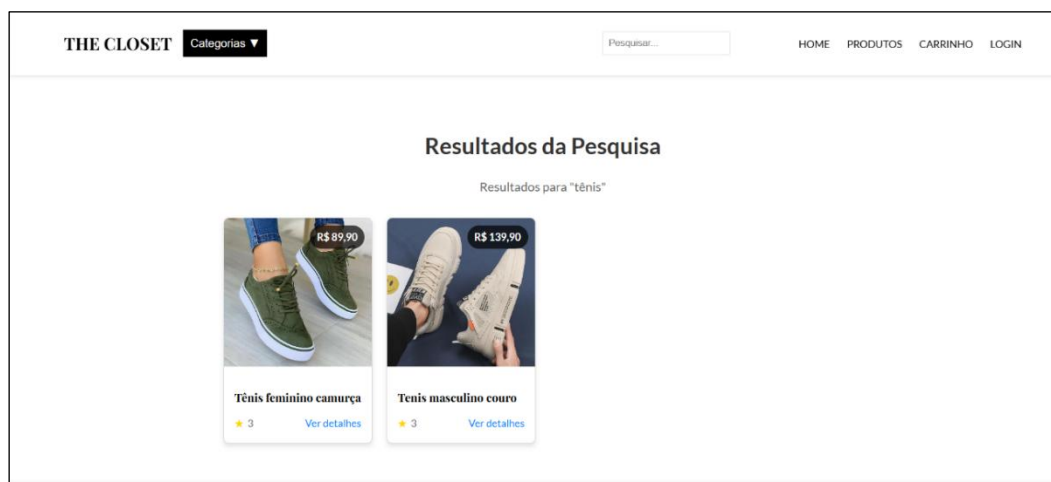 THE CLOSET Categorias ▼ Pesquisar... HOME PRODUTOS CARRINHO LOGIN
Resultados da Pesquisa
Resultados para "tênis"
R$ 89,90 R$ 139,90
Tênis feminino camurça Tenis masculino couro
★ 3 Ver detalhes ★ 3 Ver detalhes